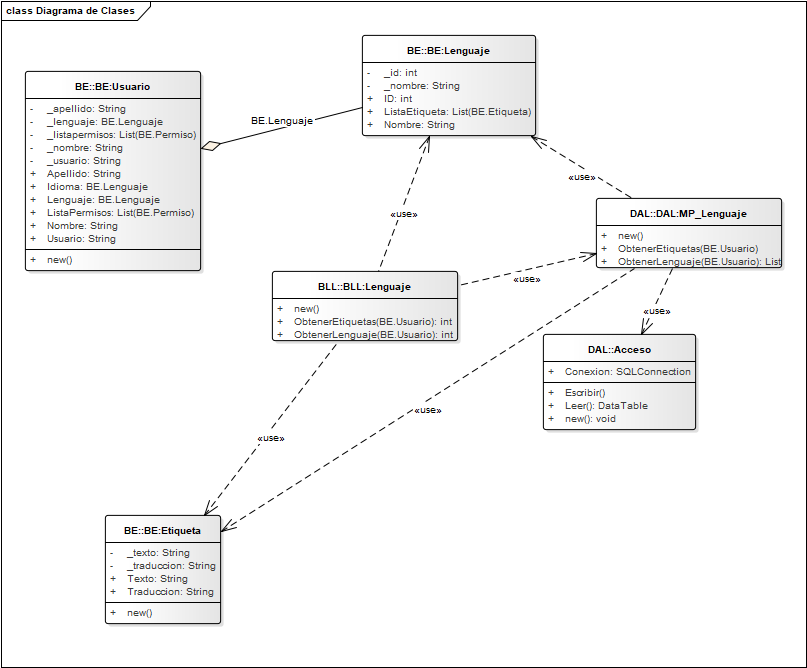 class Diagrama de Clases
BE::BE:Lenguaje
- _id: int
- _nombre: String
+ ID: int
+ ListaEtiqueta: List(BE.Etiqueta)
+ Nombre: String
BE::BE:Usuario
- _apellido: String
- _lenguaje: BE.Lenguaje
- _listapermisos: List(BE.Permiso)
- _nombre: String
- _usuario: String
+ Apellido: String
+ Idioma: BE.Lenguaje
+ Lenguaje: BE.Lenguaje
+ ListaPermisos: List(BE.Permiso)
+ Nombre: String
+ Usuario: String
+ new()
BE.Lenguaje
«use»
«use»
DAL::DAL:MP_Lenguaje
+ new()
+ ObtenerEtiquetas(BE.Usuario)
+ ObtenerLenguaje(BE.Usuario): List
BLL::BLL:Lenguaje
+ new()
+ ObtenerEtiquetas(BE.Usuario): int
+ ObtenerLenguaje(BE.Usuario): int
«use»
«use»
DAL::Acceso
+ Conexion: SQLConnection
+ Escribir()
+ Leer(): DataTable
+ new(): void
«use»
«use»
BE::BE:Etiqueta
- _texto: String
- _traduccion: String
+ Texto: String
+ Traduccion: String
+ new()